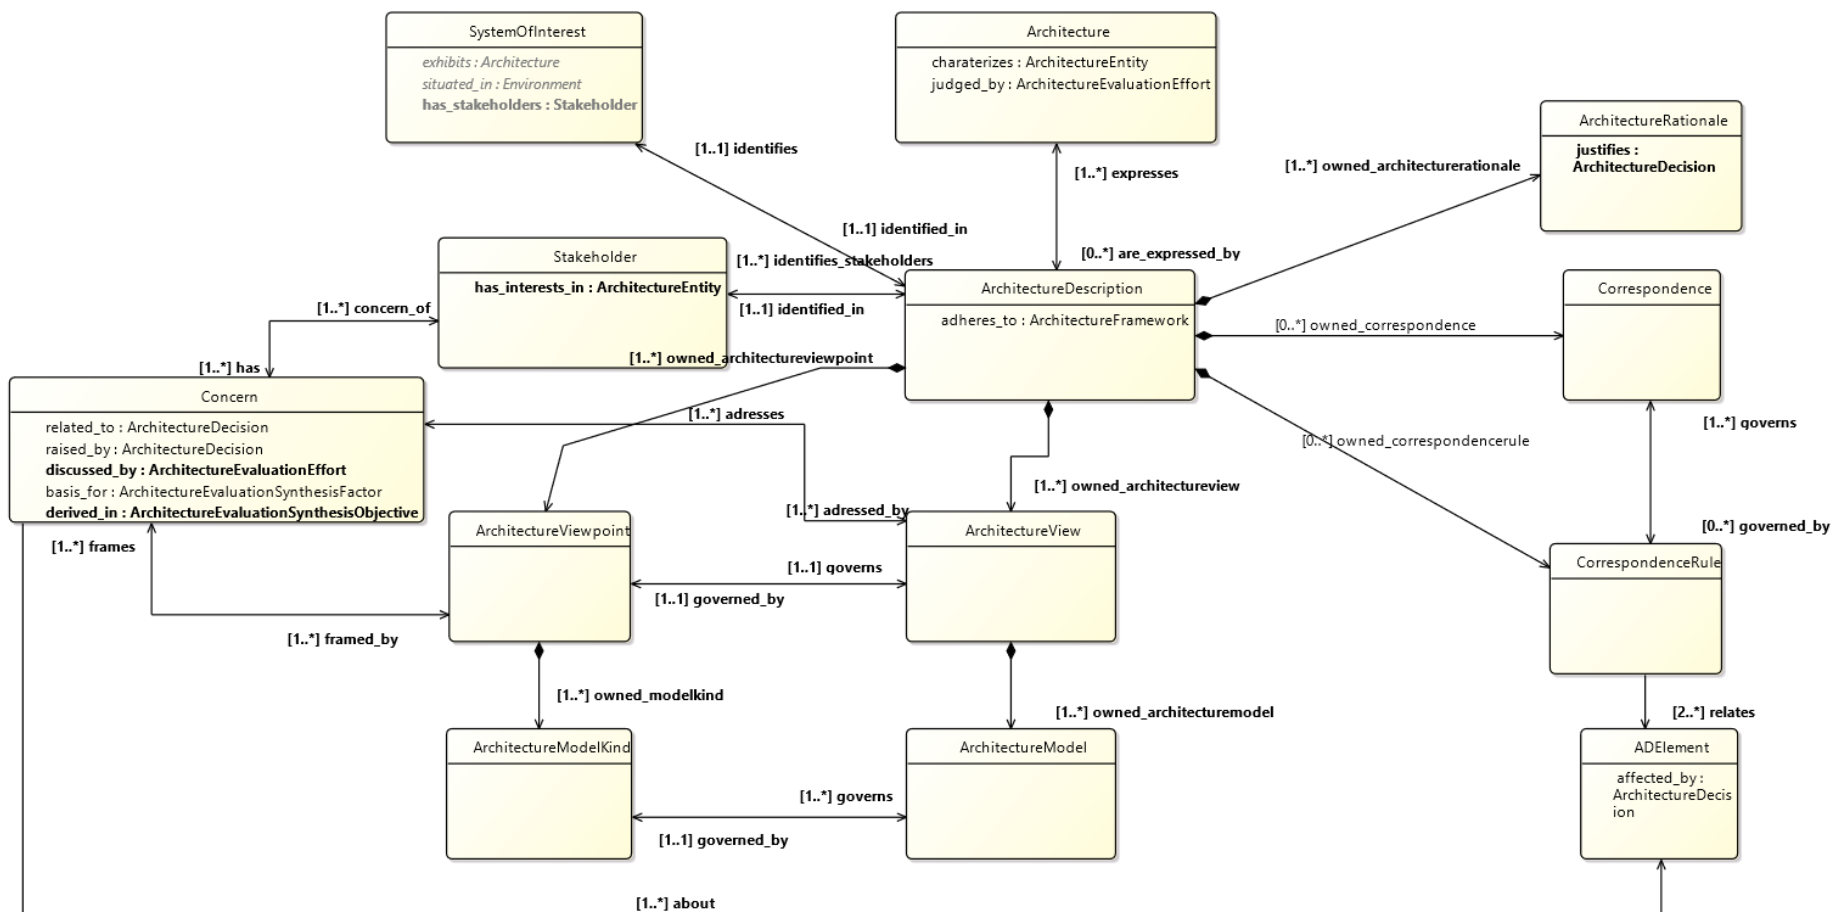 SystemOfInterest
exhibits : Architecture
situated_in : Environment
has_stakeholders : Stakeholder
Architecture
charaterizes : ArchitectureEntity
judged_by : ArchitectureEvaluationEffort
ArchitectureRationale
justifies :
ArchitectureDecision
[1..1] identifies
[1..*] expresses
[1..*] owned_architecturerationale
[1..1] identified_in
[0..*] are_expressed_by
Stakeholder
has_interests_in : ArchitectureEntity
[1..*] identifies_stakeholders
[1..1] identified_in
ArchitectureDescription
adheres_to : ArchitectureFramework
Correspondence
[0..*] owned_correspondence
[1..*] concern_of
[1..*] has
[1..*] owned_architectureviewpoint
Concern
related_to : ArchitectureDecision
raised_by : ArchitectureDecision
discussed_by : ArchitectureEvaluationEffort
basis_for : ArchitectureEvaluationSynthesisFactor
derived_in : ArchitectureEvaluationSynthesisObjective
[1..*] adresses
[1..*] governs
[0..*] owned_correspondencerule
[1..*] owned_architectureview
[1..*] adressed_by
[0..*] governed_by
ArchitectureViewpoint
ArchitectureView
[1..*] frames
[1..1] governs
[1..1] governed_by
CorrespondenceRule
[1..*] framed_by
[1..*] owned_modelkind
[1..*] owned_architecturemodel
[2..*] relates
ArchitectureModelKind
ArchitectureModel
ADElement
affected_by :
ArchitectureDecis
ion
[1..*] governs
[1..1] governed_by
[1..*] about